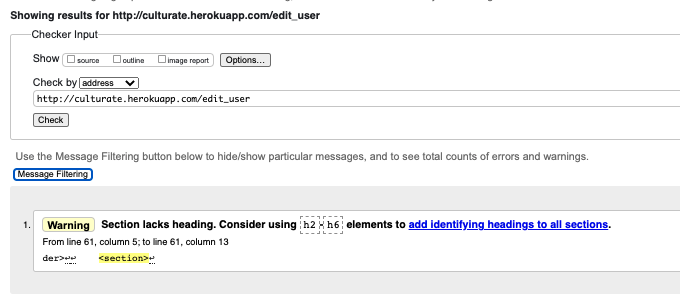 Showing results for http://culturate.herokuapp.com/edit_user
Checker Input
Show source outline image report Options...
Check by address
http://culturate.herokuapp.com/edit_user
Check
Use the Message Filtering button below to hide/show particular messages, and to see total counts of errors and warnings.
Message Filtering
1. Warning Section lacks heading. Consider using h2-h6 elements to add identifying headings to all sections.
From line 61, column 5; to line 61, column 13
der>↩↩ <section>↩